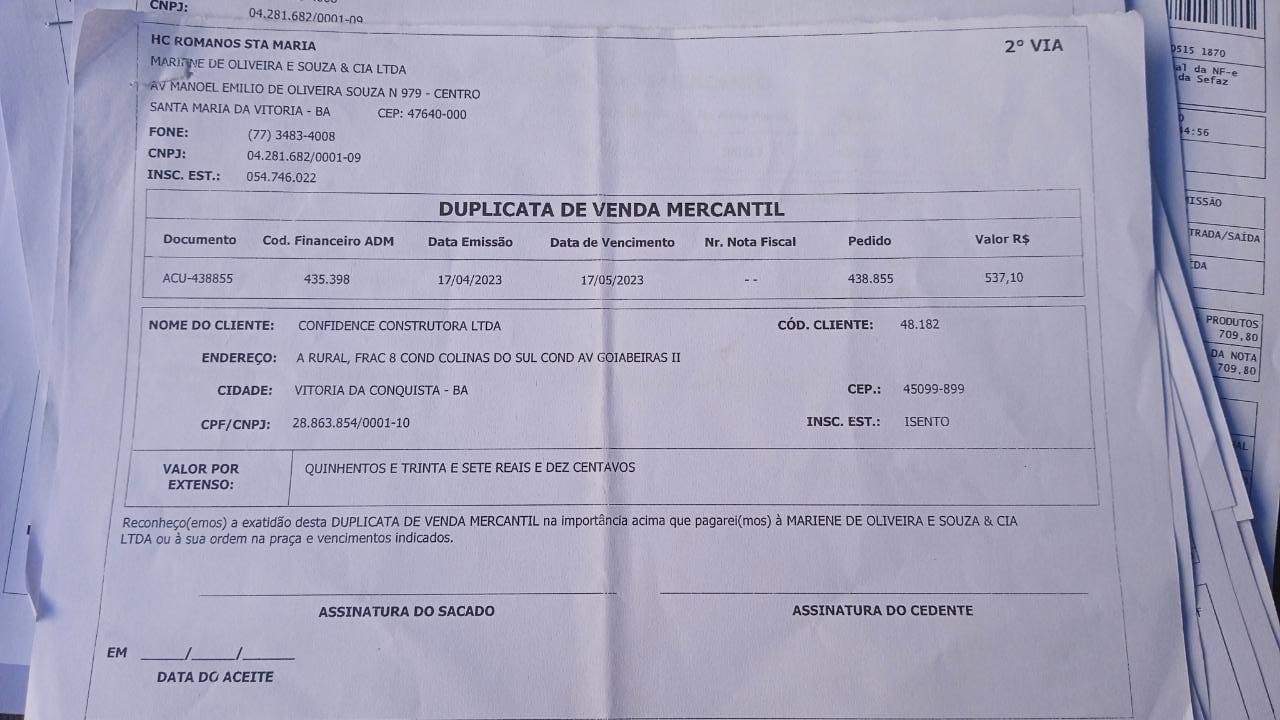 CNPJ: 04.281.682/0001-09
HC ROMANOS STA MARIA
2º VIA
MARIENE DE OLIVEIRA E SOUZA & CIA LTDA
AV MANOEL EMILIO DE OLIVEIRA SOUZA N 979 - CENTRO
SANTA MARIA DA VITORIA - BA CEP: 47640-000
FONE: (77) 3483-4008
CNPJ: 04.281.682/0001-09
INSC. EST.: 054.746.022
DUPLICATA DE VENDA MERCANTIL
Documento Cod. Financeiro ADM Data Emissão Data de Vencimento Nr. Nota Fiscal Pedido Valor R$
ACU-438855 435.398 17/04/2023 17/05/2023 - - 438.855 537,10
NOME DO CLIENTE: CONFIDENCE CONSTRUTORA LTDA CÓD. CLIENTE: 48.182
ENDEREÇO: A RURAL, FRAC 8 COND COLINAS DO SUL COND AV GOIABEIRAS II
CIDADE: VITORIA DA CONQUISTA - BA CEP.: 45099-899
CPF/CNPJ: 28.863.854/0001-10 INSC. EST.: ISENTO
VALOR POR EXTENSO: QUINHENTOS E TRINTA E SETE REAIS E DEZ CENTAVOS
Reconheço(emos) a exatidão desta DUPLICATA DE VENDA MERCANTIL na importância acima que pagarei(mos) à MARIENE DE OLIVEIRA E SOUZA & CIA
LTDA ou à sua ordem na praça e vencimentos indicados.
ASSINATURA DO SACADO ASSINATURA DO CEDENTE
EM ____/____/____
DATA DO ACEITE
0515 1870
al da NF-e
da Sefaz
4:56
ISSÃO
TRADA/SAÍDA
IDA
PRODUTOS
709,80
DA NOTA
709,80